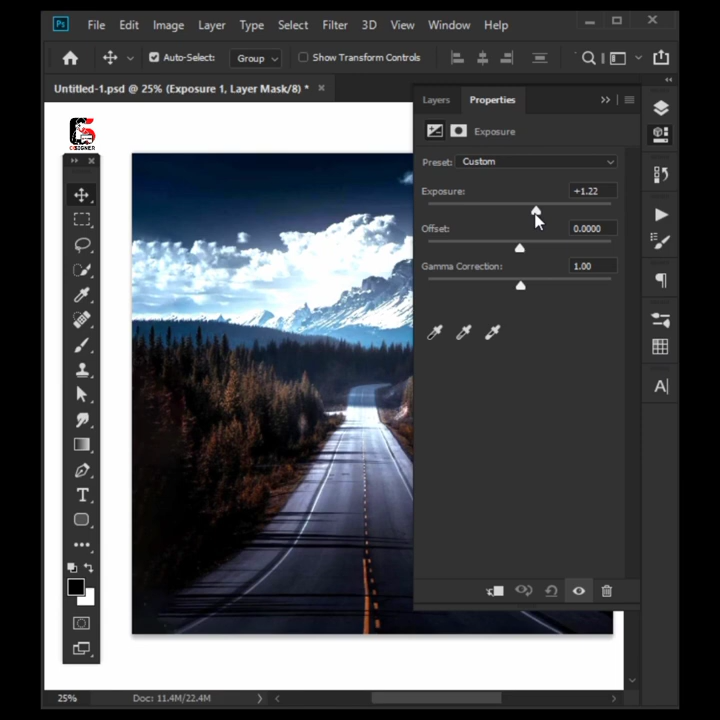 Ps File Edit Image Layer Type Select Filter 3D View Window Help
Auto-Select: Group Show Transform Controls
Untitled-1.psd @ 25% (Exposure 1, Layer Mask/8) *
Layers Properties
Exposure
Preset: Custom
Exposure: +1.22
Offset: 0.0000
Gamma Correction: 1.00
T
A
25% Doc: 11.4M/22.4M